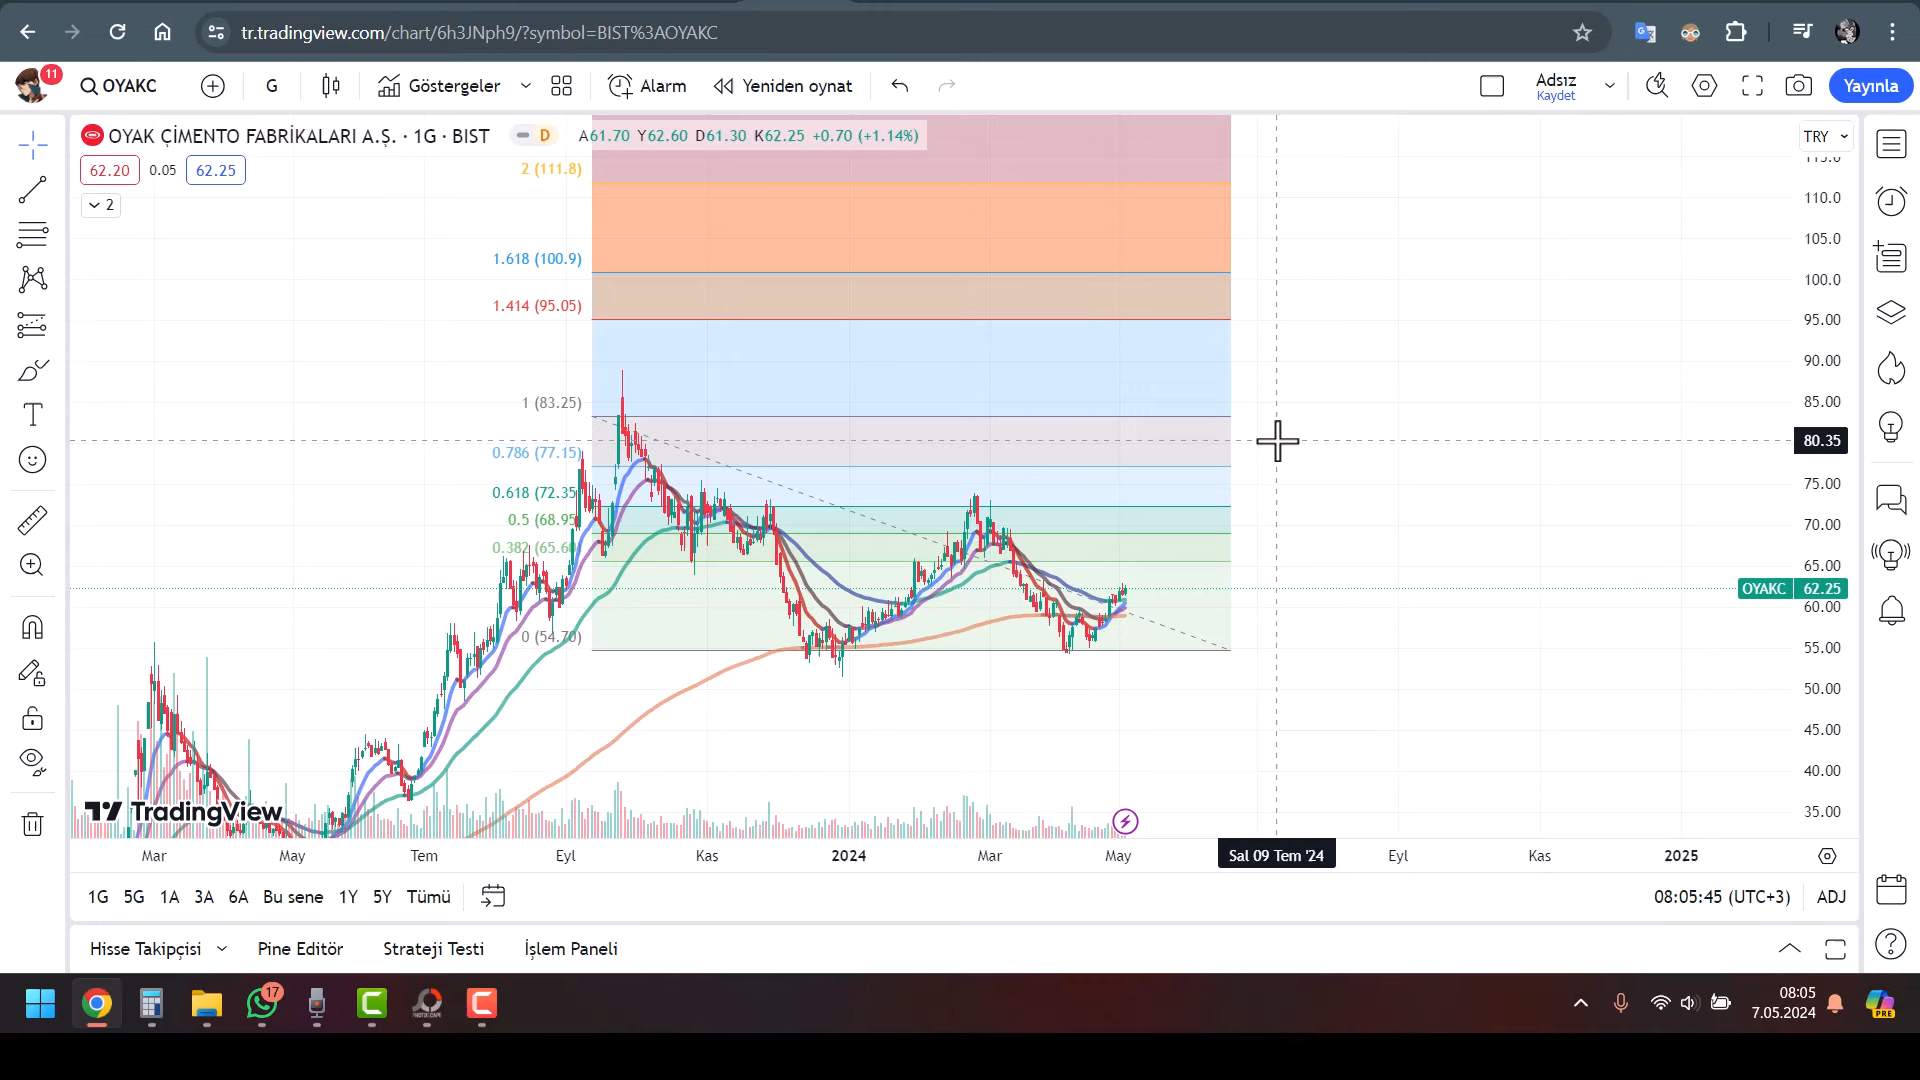 tr.tradingview.com/chart/6h3JNph9/?symbol=BIST%3AOYAKC
11
OYAKC
G
Göstergeler
Alarm
Yeniden oynat
Adsız
Kaydet
Yayınla
OYAK ÇİMENTO FABRİKALARI A.Ş. · 1G · BIST
D
A61.70 Y62.60 D61.30 K62.25 +0.70 (+1.14%)
TRY
62.20
0.05
62.25
2
2 (111.8)
1.618 (100.9)
1.414 (95.05)
1 (83.25)
0.786 (77.15)
0.618 (72.35
0.5 (68.95
0.382 (65.60
0 (54.70)
115.0
110.0
105.0
100.0
95.00
90.00
85.00
80.35
75.00
70.00
65.00
OYAKC 62.25
60.00
55.00
50.00
45.00
40.00
35.00
TradingView
Mar
May
Tem
Eyl
Kas
2024
Mar
May
Sal 09 Tem '24
Eyl
Kas
2025
1G 5G 1A 3A 6A Bu sene 1Y 5Y Tümü
08:05:45 (UTC+3)
ADJ
Hisse Takipçisi
Pine Editör
Strateji Testi
İşlem Paneli
17
08:05
7.05.2024
PRE